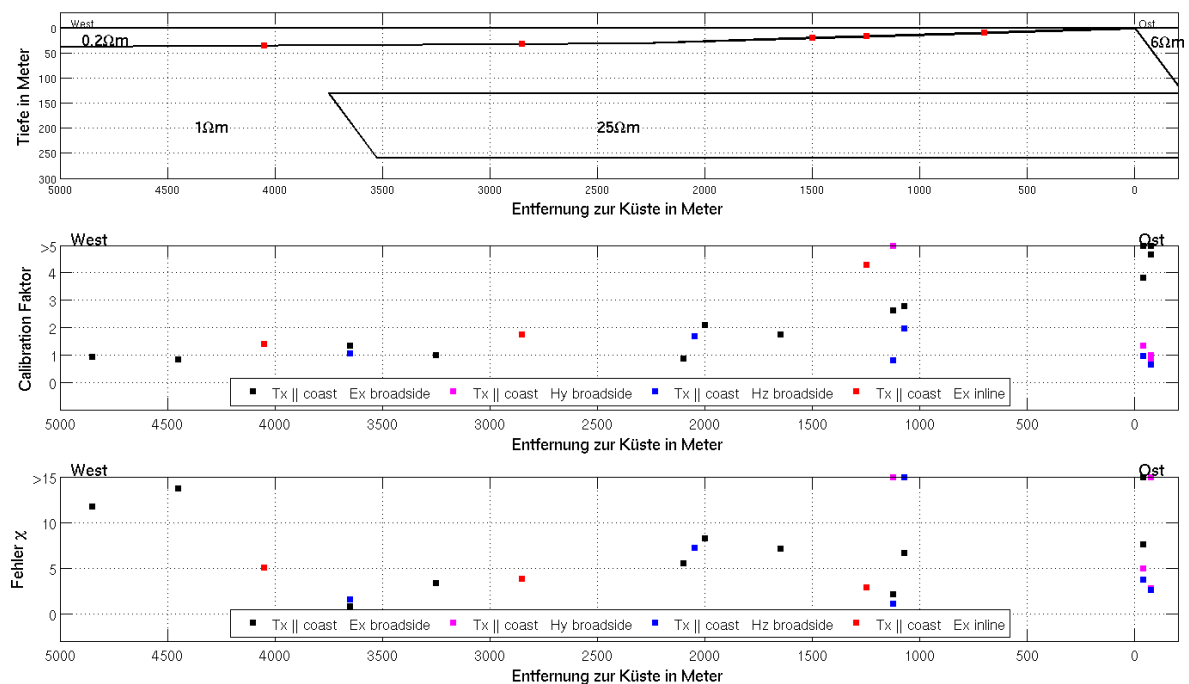 West Ost
0
50
100
150
200
250
300
Tiefe in Meter
0.2Ωm
6Ωm
1Ωm
25Ωm
5000 4500 4000 3500 3000 2500 2000 1500 1000 500 0
Entfernung zur Küste in Meter
West Ost
>5
4
3
2
1
0
Calibration Faktor
Tx || coast Ex broadside Tx || coast Hy broadside Tx || coast Hz broadside Tx || coast Ex inline
5000 4500 4000 3500 3000 2500 2000 1500 1000 500 0
Entfernung zur Küste in Meter
West Ost
>15
10
5
0
Fehler χ
Tx || coast Ex broadside Tx || coast Hy broadside Tx || coast Hz broadside Tx || coast Ex inline
5000 4500 4000 3500 3000 2500 2000 1500 1000 500 0
Entfernung zur Küste in Meter